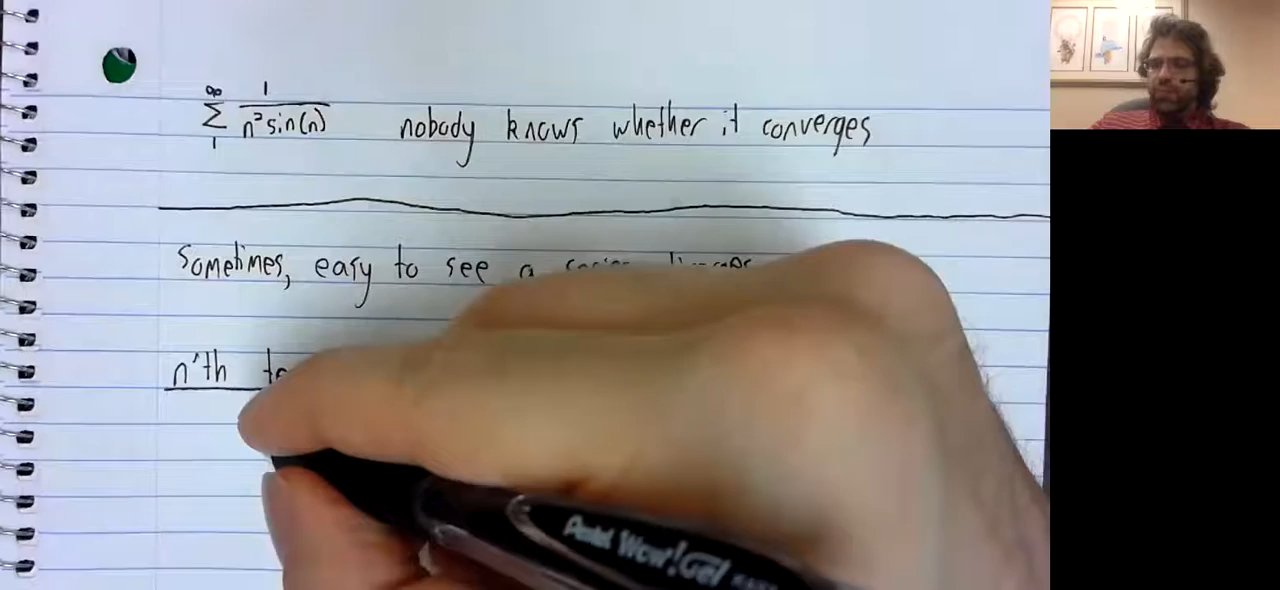 ∞ 1
Σ n²sin(n) nobody knows whether it converges
1
Sometimes, easy to see a
n'th
Pentel Wow! Gel